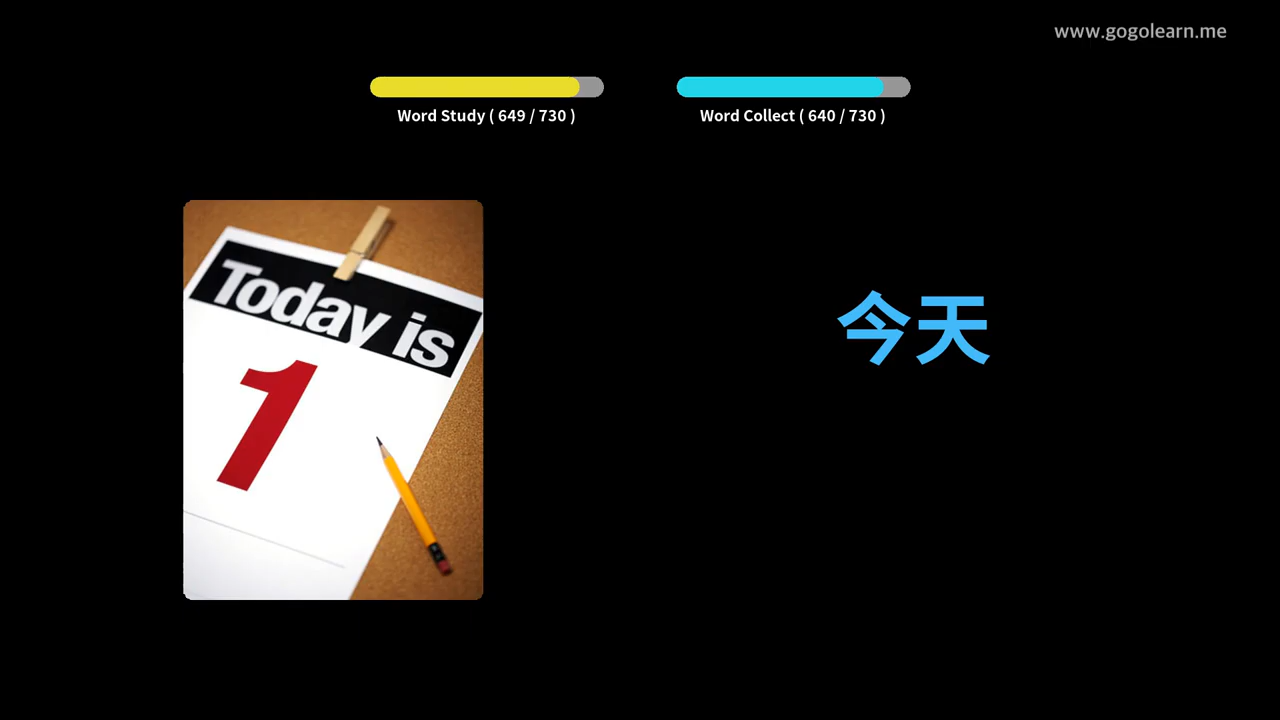 www.gogolearn.me
Word Study ( 649 / 730 )
Word Collect ( 640 / 730 )
Today is
1
今天